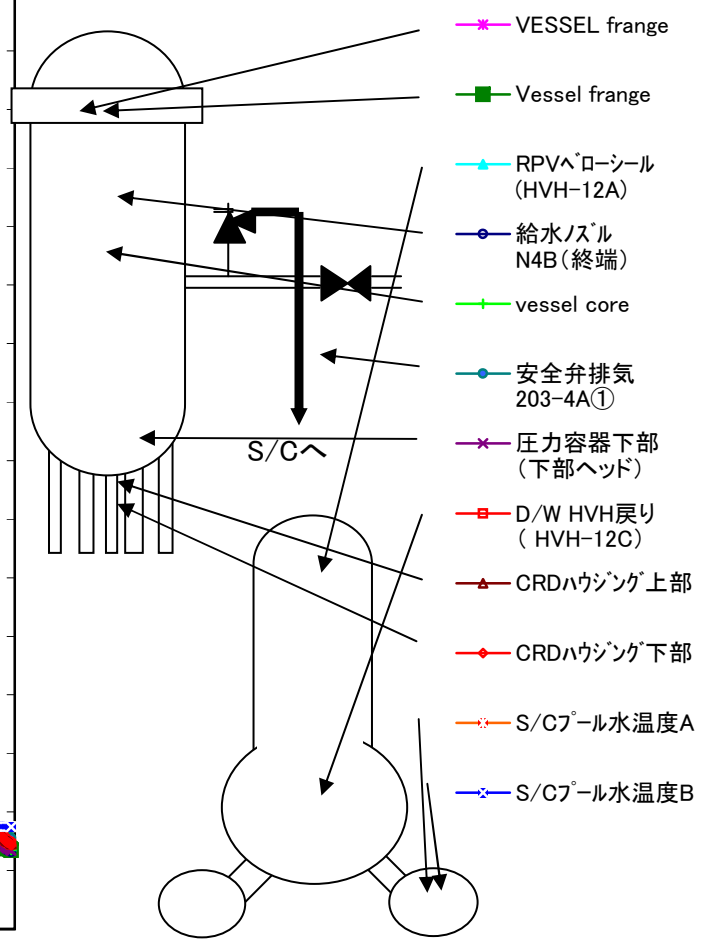 VESSEL frange
Vessel frange
RPVﾍﾞﾛｰｼｰﾙ
(HVH-12A)
給水ﾉｽﾞﾙ
N4B(終端)
vessel core
安全弁排気
203-4A①
圧力容器下部
(下部ヘッド)
D/W HVH戻り
( HVH-12C)
CRDﾊｳｼﾞﾝｸﾞ上部
CRDﾊｳｼﾞﾝｸﾞ下部
S/Cﾌﾟｰﾙ水温度A
S/Cﾌﾟｰﾙ水温度B
S/Cへ